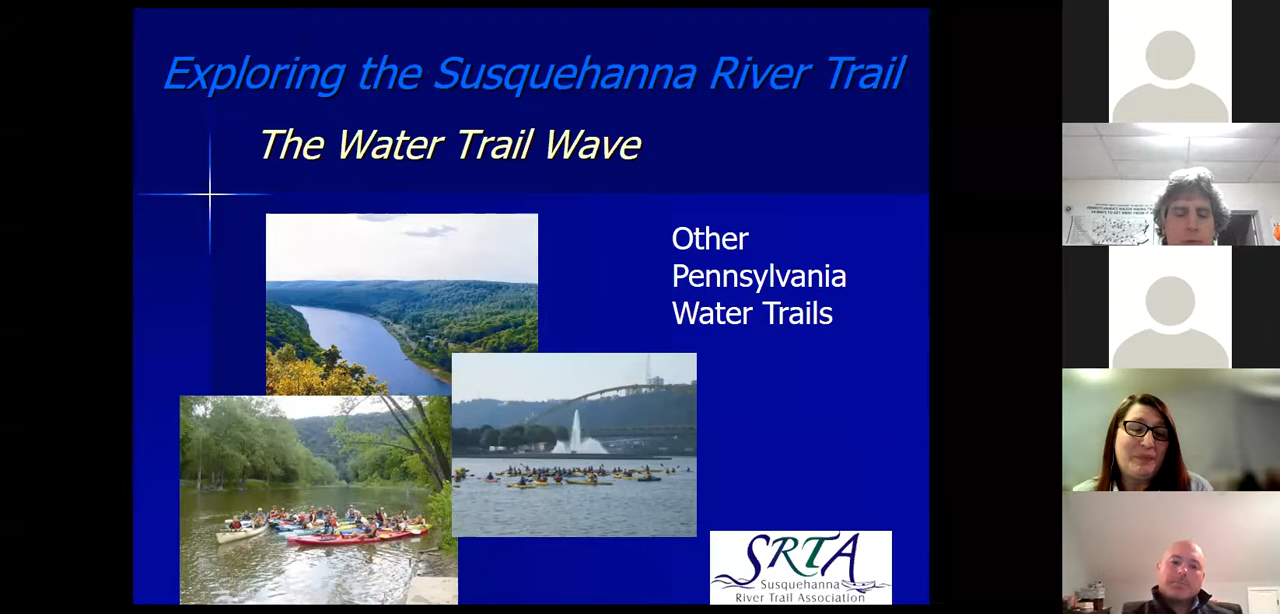 Exploring the Susquehanna River Trail
The Water Trail Wave
Other
Pennsylvania
Water Trails
SRTA
Susquehanna
River Trail Association